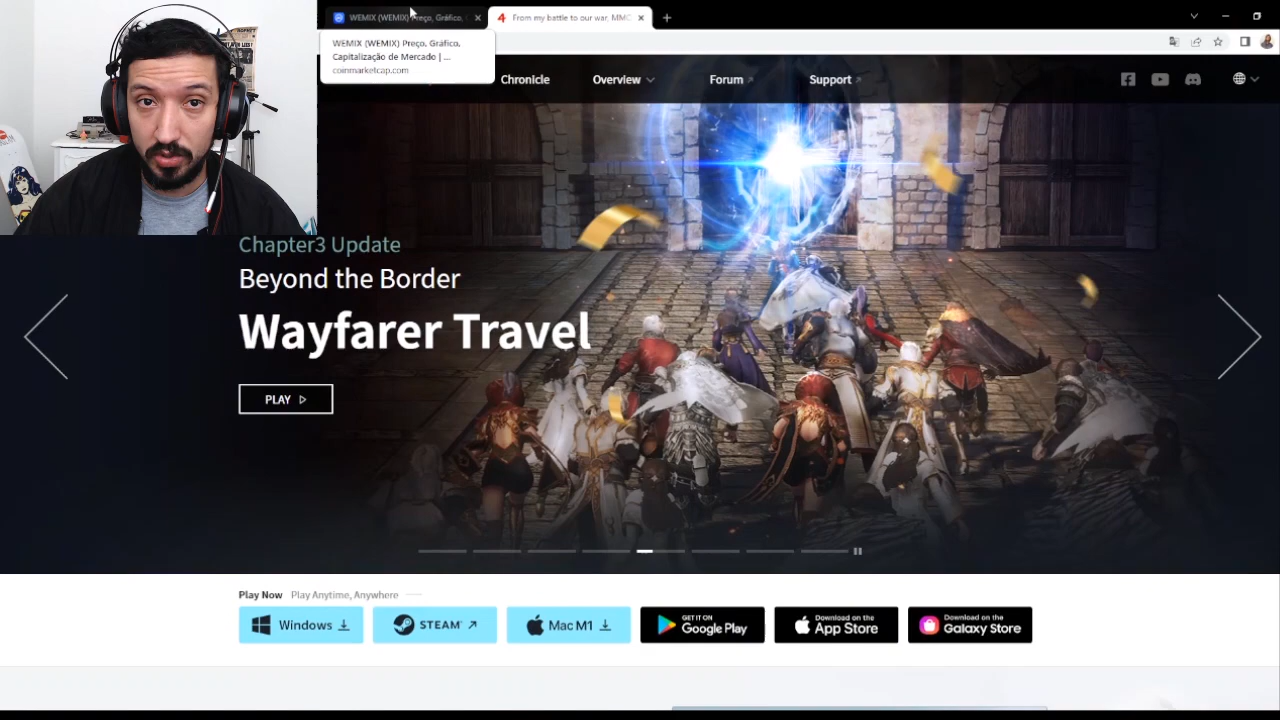 WEMIX (WEMIX) Preço, Gráfico,
From my battle to our war, MMO
WEMIX (WEMIX) Preço, Gráfico,
Capitalização de Mercado | ...
coinmarketcap.com
Chronicle
Overview
Forum
Support
Chapter3 Update
Beyond the Border
Wayfarer Travel
PLAY
Play Now Play Anytime, Anywhere
Windows
STEAM
Mac M1
GET IT ON
Google Play
Download on the
App Store
Download on the
Galaxy Store